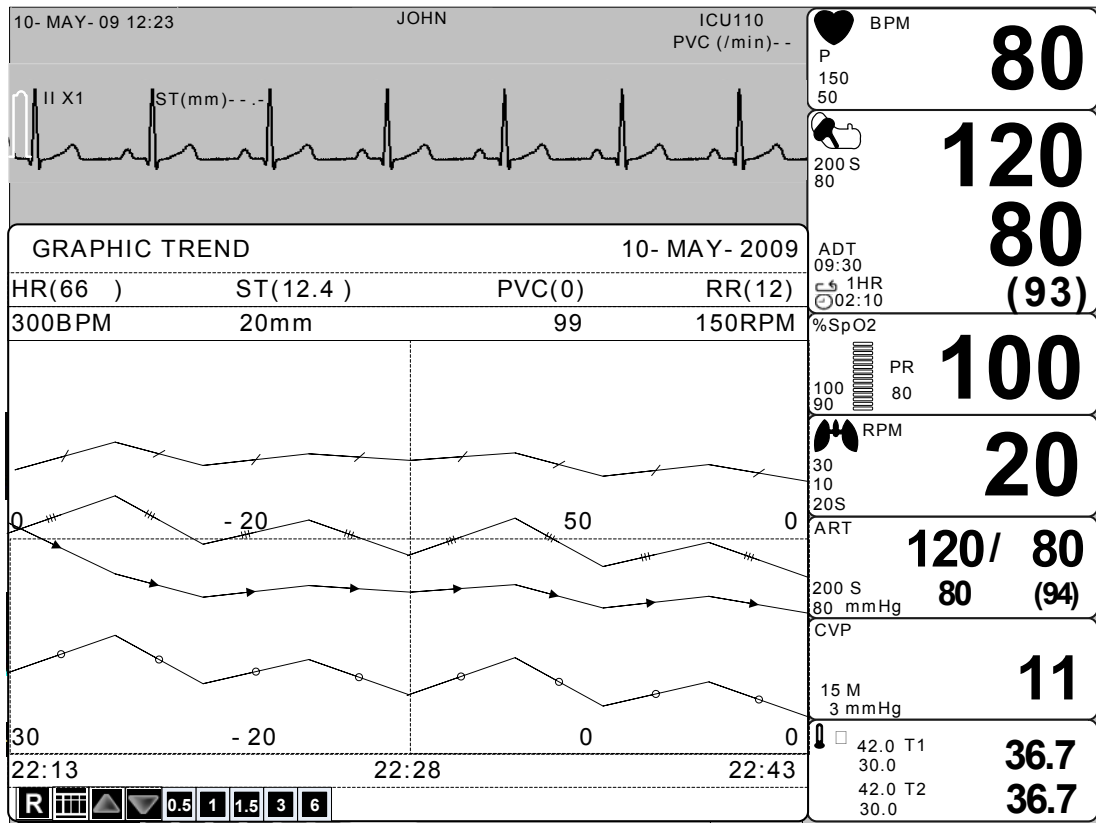 10- MAY- 09 12:23 JOHN ICU110
PVC (/min)- -
II X1 ST(mm)- - .-
GRAPHIC TREND 10- MAY- 2009
HR(66 ) ST(12.4 ) PVC(0) RR(12)
300BPM 20mm 99 150RPM
0 - 20 50 0
30 - 20 0 0
22:13 22:28 22:43
R 0.5 1 1.5 3 6
BPM
80
P
150
50
120
200 S
80
80
ADT
09:30
1HR
02:10
(93)
%SpO2
100
PR
100
80
90
RPM
20
30
10
20S
ART
120/ 80
200 S
80 mmHg
80 (94)
CVP
11
15 M
3 mmHg
42.0 T1
30.0
36.7
42.0 T2
30.0
36.7